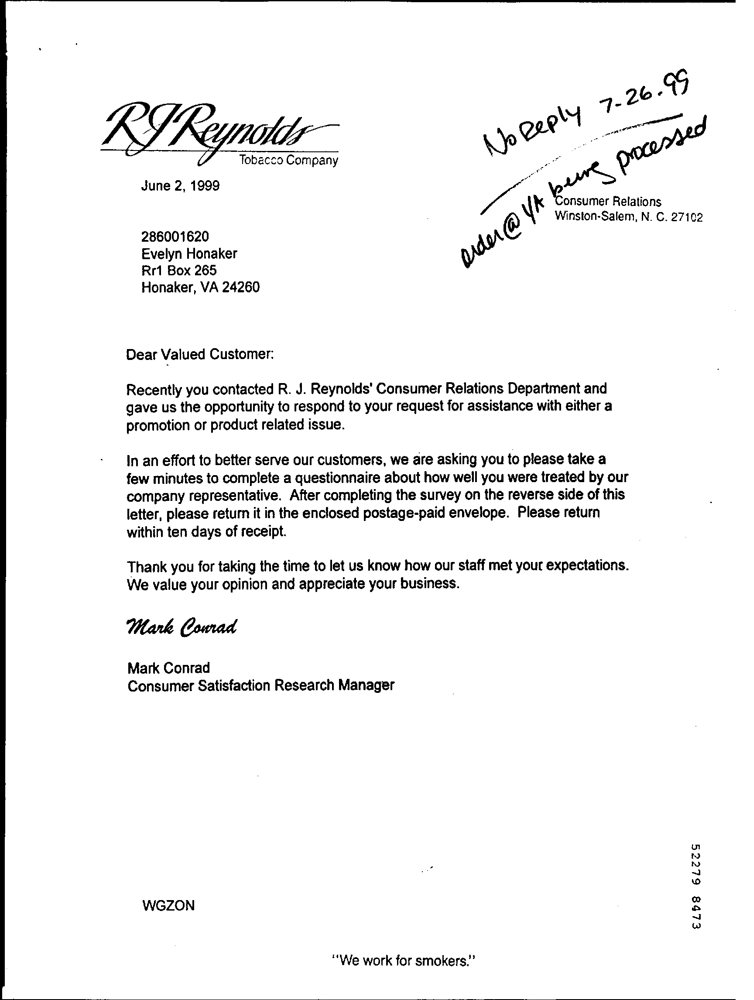 RJReynolds
Tobacco Company
No Reply 7-26-99
order @ YA being processed
June 2, 1999
Consumer Relations
Winston-Salem, N. C. 27102
286001620
Evelyn Honaker
Rr1 Box 265
Honaker, VA 24260
Dear Valued Customer:
Recently you contacted R. J. Reynolds' Consumer Relations Department and
gave us the opportunity to respond to your request for assistance with either a
promotion or product related issue.
In an effort to better serve our customers, we are asking you to please take a
few minutes to complete a questionnaire about how well you were treated by our
company representative. After completing the survey on the reverse side of this
letter, please return it in the enclosed postage-paid envelope. Please return
within ten days of receipt.
Thank you for taking the time to let us know how our staff met your expectations.
We value your opinion and appreciate your business.
Mark Conrad
Mark Conrad
Consumer Satisfaction Research Manager
52279 8473
WGZON
"We work for smokers."